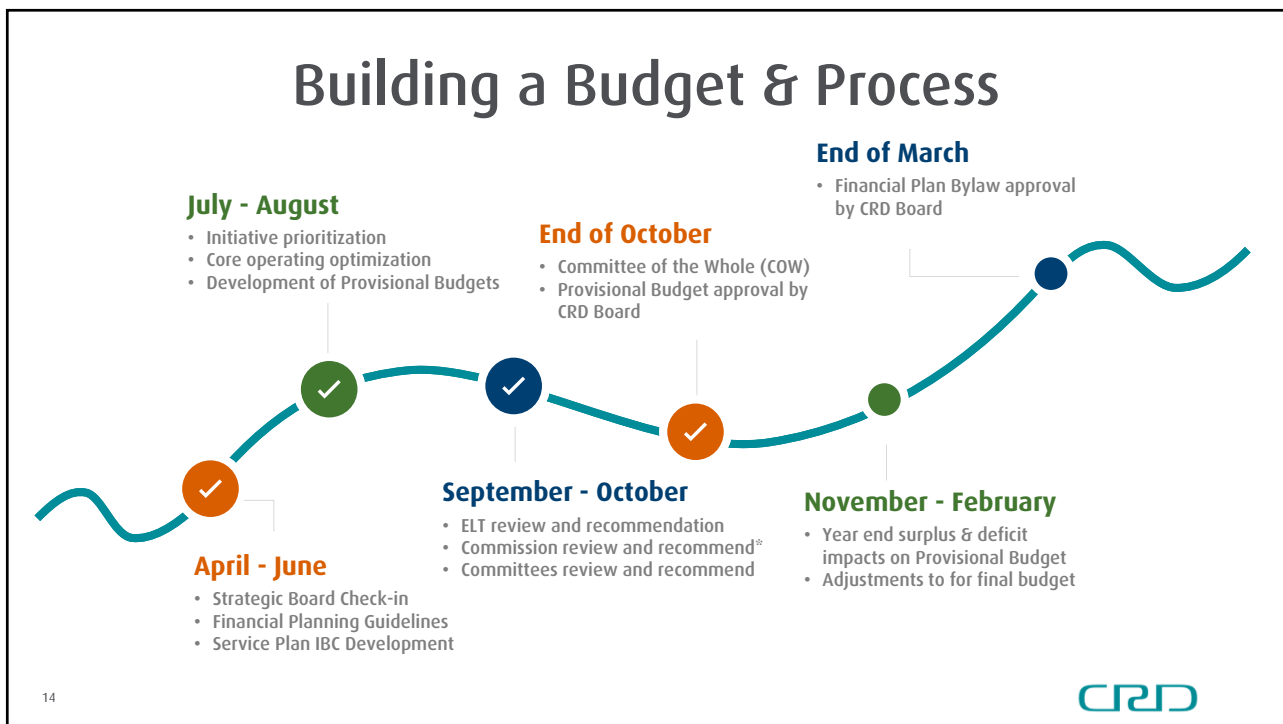 Building a Budget & Process
April - June
• Strategic Board Check-in
• Financial Planning Guidelines
• Service Plan IBC Development
July - August
• Initiative prioritization
• Core operating optimization
• Development of Provisional Budgets
September - October
• ELT review and recommendation
• Commission review and recommend*
• Committees review and recommend
End of October
• Committee of the Whole (COW)
• Provisional Budget approval by
CRD Board
November - February
• Year end surplus & deficit
impacts on Provisional Budget
• Adjustments to for final budget
End of March
• Financial Plan Bylaw approval
by CRD Board
14
CRD